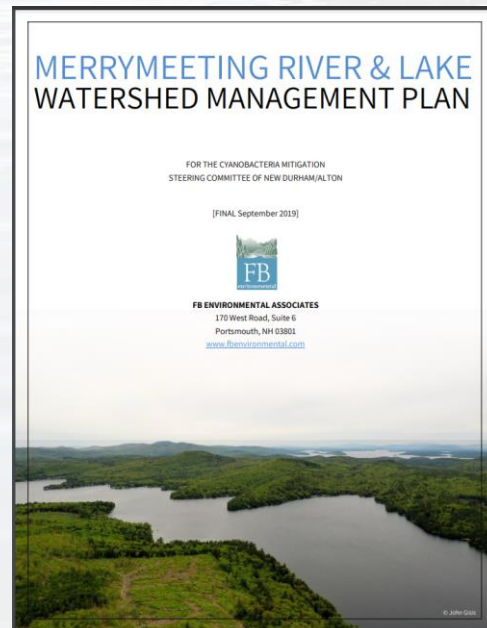 MERRYMEETING RIVER & LAKE
WATERSHED MANAGEMENT PLAN
FOR THE CYANOBACTERIA MITIGATION
STEERING COMMITTEE OF NEW DURHAM/ALTON
[FINAL September 2019]
FB
environmental
FB ENVIRONMENTAL ASSOCIATES
170 West Road, Suite 6
Portsmouth, NH 03801
www.fbenvironmental.com
© John Gisis